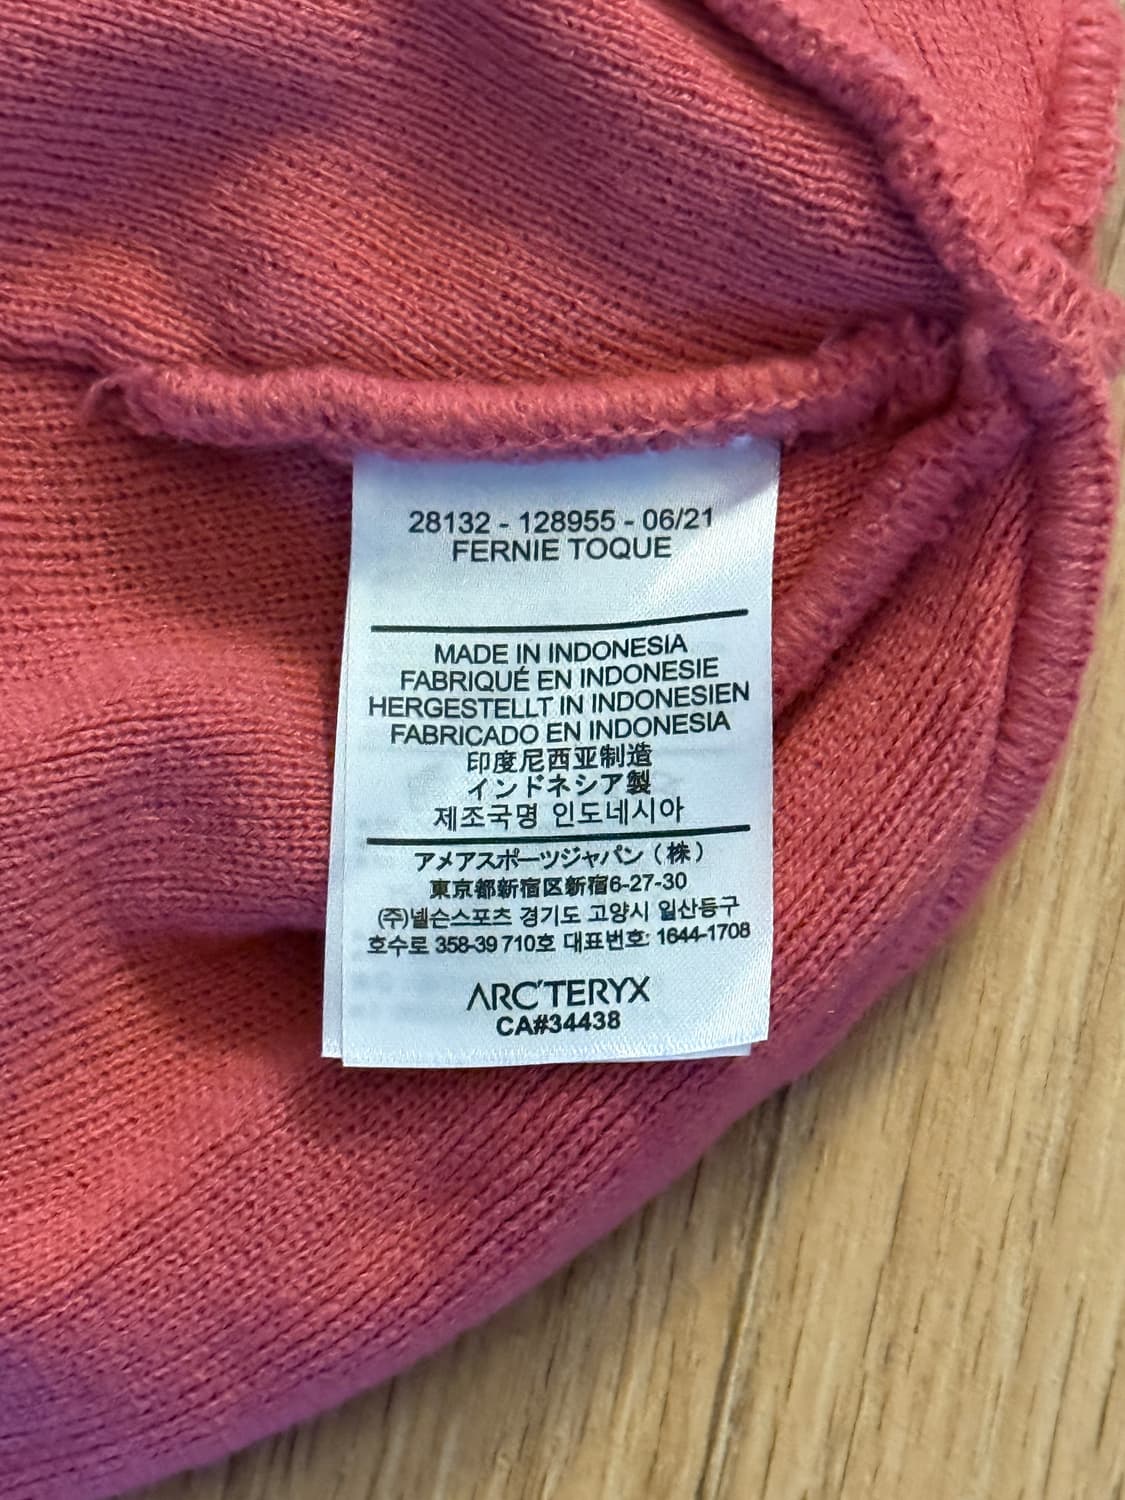 28132 - 128955 - 06/21
FERNIE TOQUE
MADE IN INDONESIA
FABRIQUÉ EN INDONESIE
HERGESTELLT IN INDONESIEN
FABRICADO EN INDONESIA
印度尼西亚制造
インドネシア製
제조국명 인도네시아
アメアスポーツジャパン（株）
東京都新宿区新宿6-27-30
(주)넬슨스포츠 경기도 고양시 일산동구
호수로 358-39 710호 대표번호: 1644-1708
ARC'TERYX
CA#34438